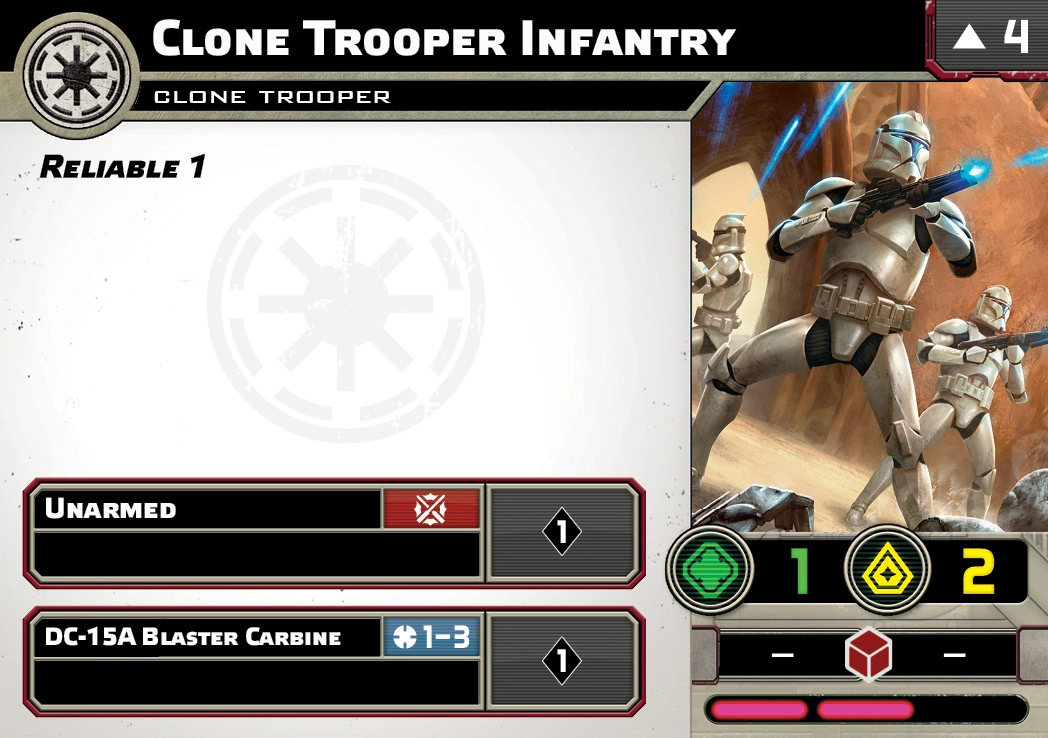 Clone Trooper Infantry
4
CLONE TROOPER
Reliable 1
Unarmed
1
DC-15A Blaster Carbine
1–3
1
1
2
– –